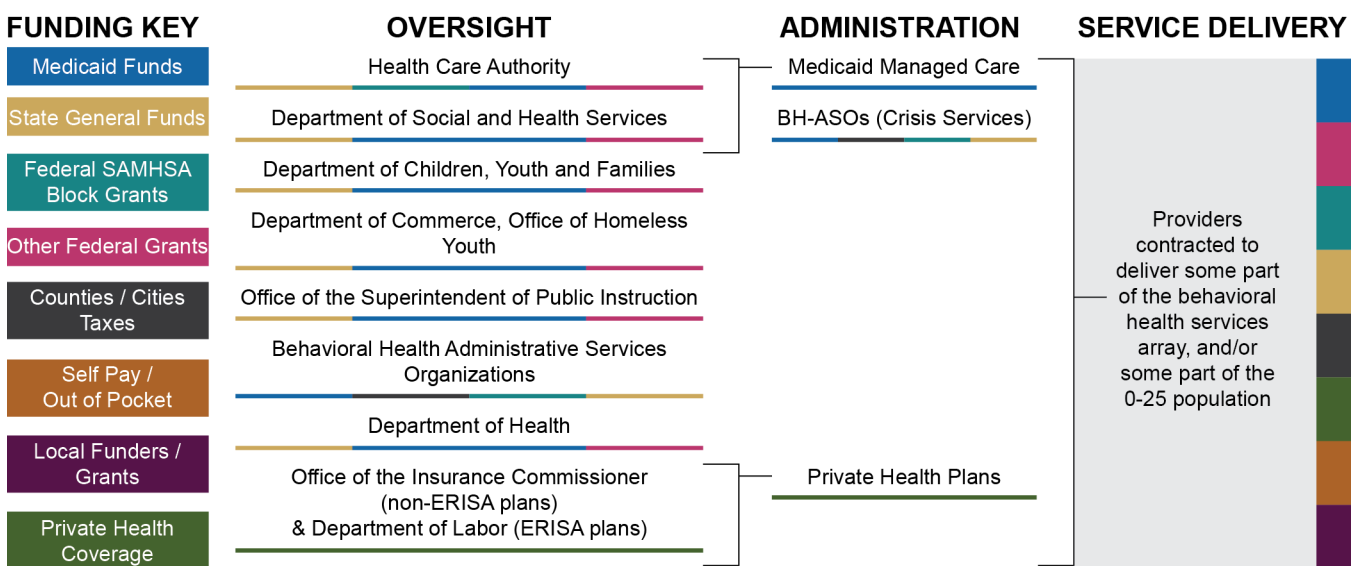 FUNDING KEY
Medicaid Funds
State General Funds
Federal SAMHSA
Block Grants
Other Federal Grants
Counties / Cities
Taxes
Self Pay /
Out of Pocket
Local Funders /
Grants
Private Health
Coverage
OVERSIGHT
Health Care Authority
Department of Social and Health Services
Department of Children, Youth and Families
Department of Commerce, Office of Homeless
Youth
Office of the Superintendent of Public Instruction
Behavioral Health Administrative Services
Organizations
Department of Health
Office of the Insurance Commissioner
(non-ERISA plans)
& Department of Labor (ERISA plans)
ADMINISTRATION
Medicaid Managed Care
BH-ASOs (Crisis Services)
Private Health Plans
SERVICE DELIVERY
Providers
contracted to
deliver some part
of the behavioral
health services
array, and/or
some part of the
0-25 population